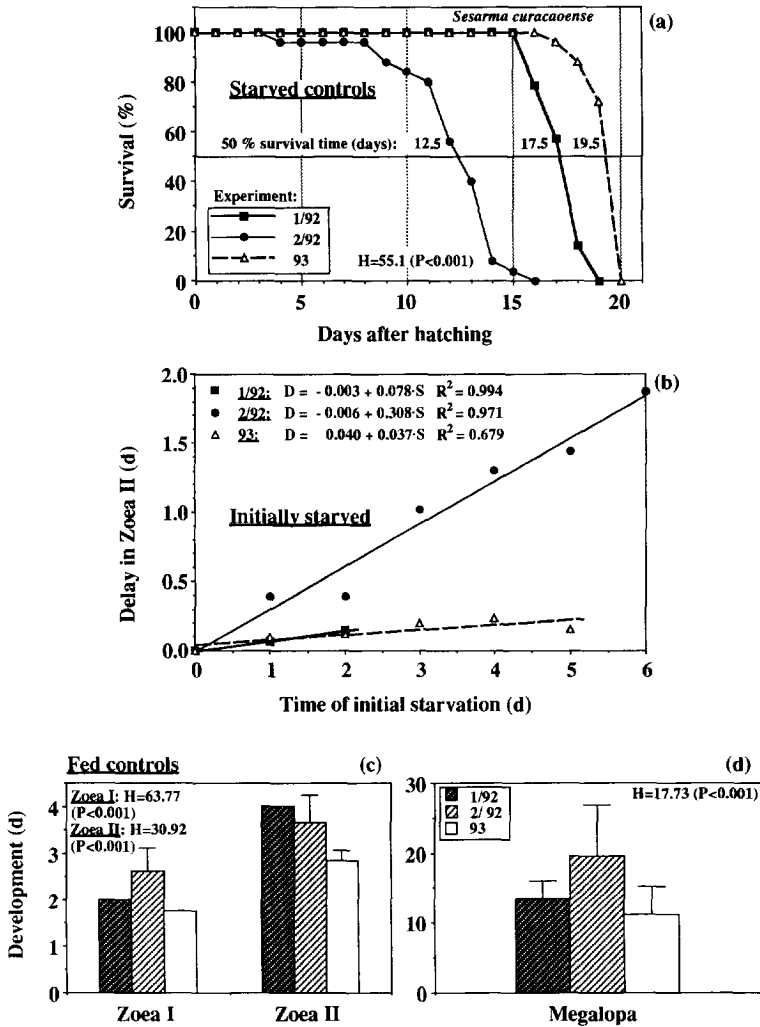 Sesarma curacaoense
(a)
100
80
60
40
20
0
Survival (%)
Starved controls
50 % survival time (days): 12.5 17.5 19.5
Experiment:
1/92
2/92
93
H=55.1 (P<0.001)
0 5 10 15 20
Days after hatching
(b)
2.0
1.5
1.0
0.5
0.0
Delay in Zoea II (d)
1/92: D = - 0.003 + 0.078·S R² = 0.994
2/92: D = - 0.006 + 0.308·S R² = 0.971
93: D = 0.040 + 0.037·S R² = 0.679
Initially starved
0 1 2 3 4 5 6
Time of initial starvation (d)
Fed controls
(c)
Zoea I: H=63.77
(P<0.001)
Zoea II: H=30.92
(P<0.001)
4
3
2
1
0
Development (d)
Zoea I Zoea II
(d)
30
20
10
0
1/92
2/ 92
93
H=17.73 (P<0.001)
Megalopa